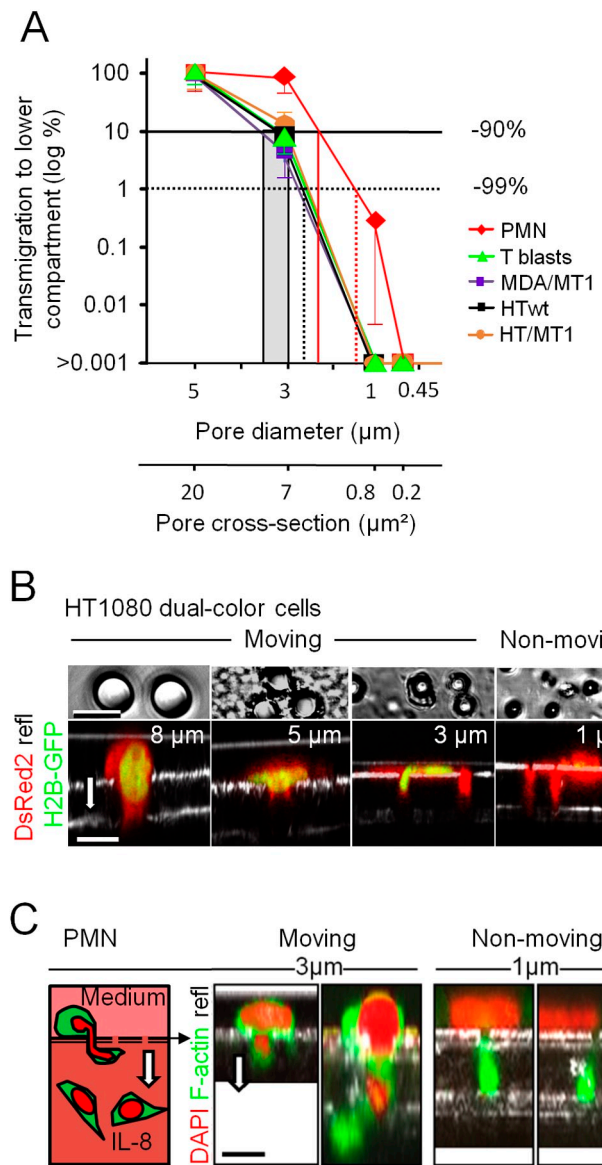 A
Transmigration to lower
compartment (log %)
100
10
1
0.1
0.01
>0.001
-90%
-99%
PMN
T blasts
MDA/MT1
HTwt
HT/MT1
5 3 1 0.45
Pore diameter (µm)
20 7 0.8 0.2
Pore cross-section (µm²)
B
HT1080 dual-color cells
Moving Non-movi
DsRed2 refl
H2B-GFP
8 µm 5 µm 3 µm 1 µ
C
PMN Moving Non-moving
3µm 1µm
Medium
IL-8
DAPI F-actin refl